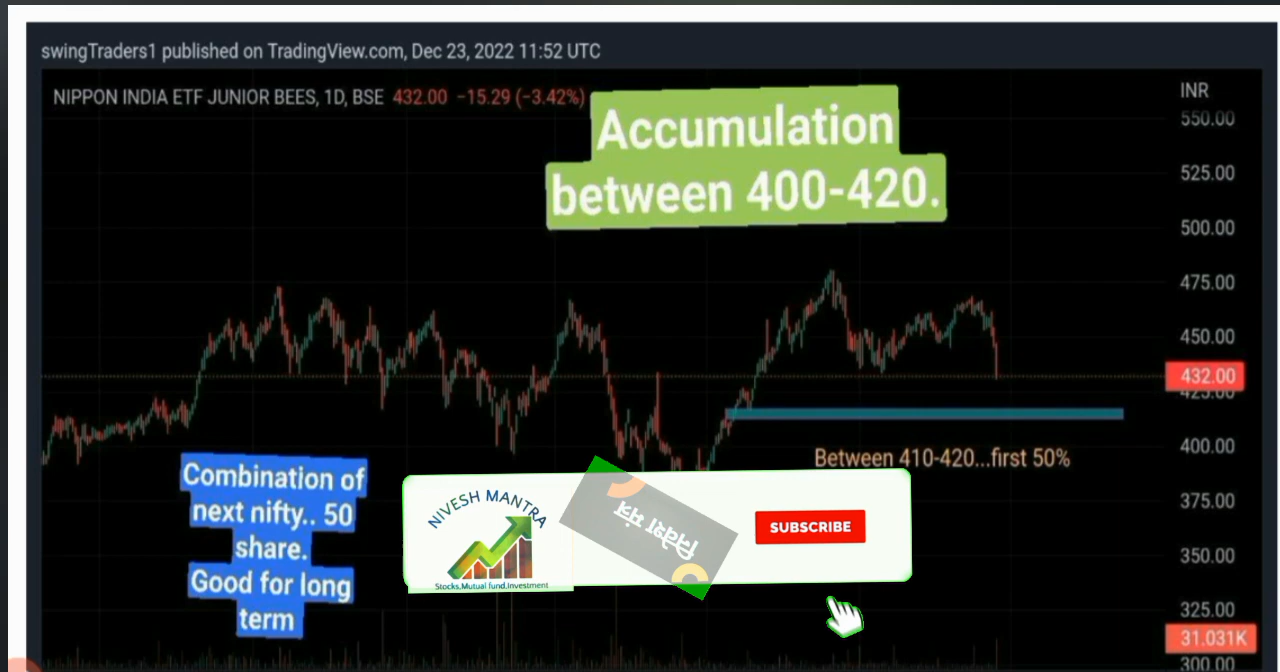 swingTraders1 published on TradingView.com, Dec 23, 2022 11:52 UTC
NIPPON INDIA ETF JUNIOR BEES, 1D, BSE 432.00 −15.29 (−3.42%)
INR
550.00
Accumulation
between 400-420.
525.00
500.00
475.00
450.00
432.00
425.00
400.00
Between 410-420...first 50%
Combination of
next nifty.. 50
share.
Good for long
term
375.00
NIVESH MANTRA
Stocks,Mutual fund,Investment
निवेश मंत्र
SUBSCRIBE
350.00
325.00
31.031K
300.00